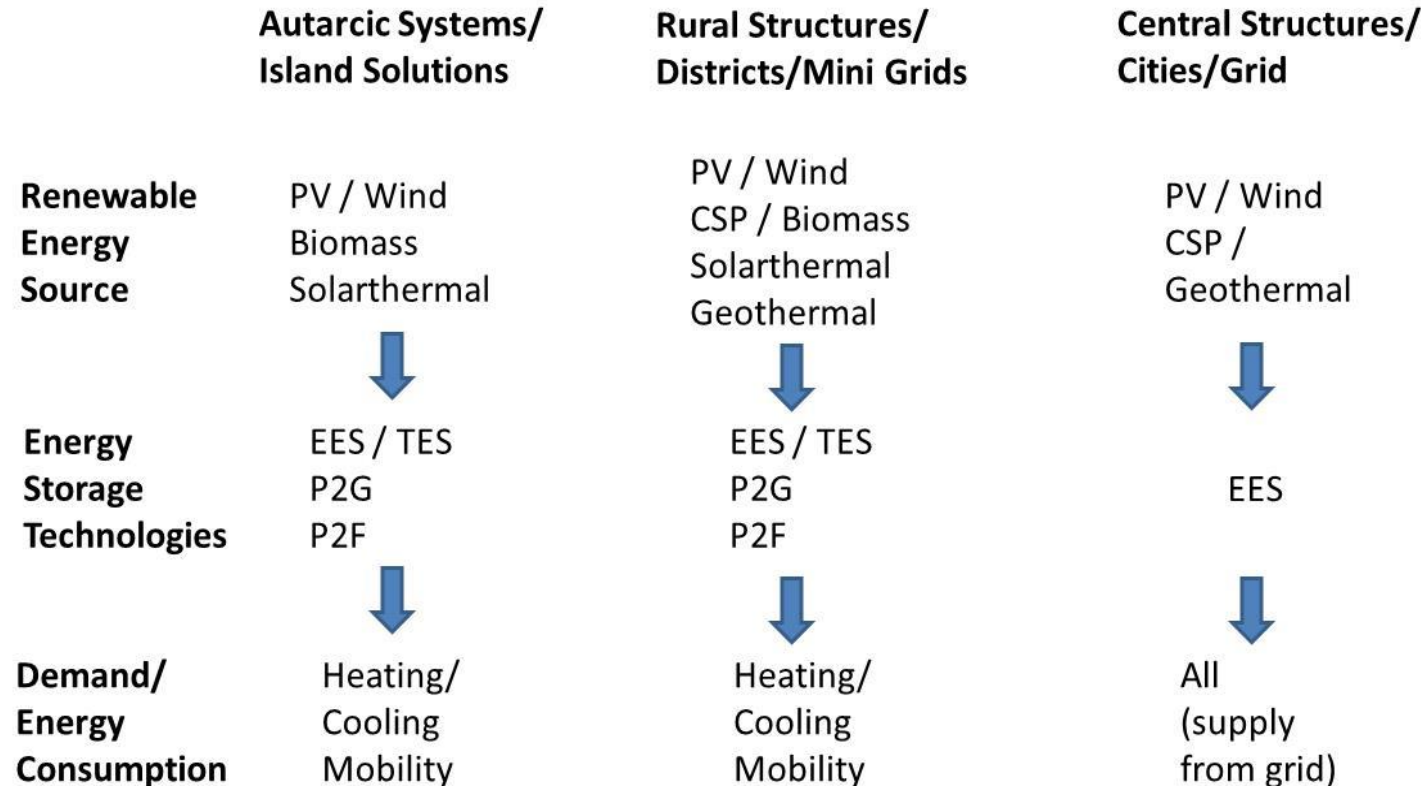 Autarcic Systems/
Island Solutions
Rural Structures/
Districts/Mini Grids
Central Structures/
Cities/Grid
Renewable
Energy
Source
PV / Wind
Biomass
Solarthermal
PV / Wind
CSP / Biomass
Solarthermal
Geothermal
PV / Wind
CSP /
Geothermal
Energy
Storage
Technologies
EES / TES
P2G
P2F
EES / TES
P2G
P2F
EES
Demand/
Energy
Consumption
Heating/
Cooling
Mobility
Heating/
Cooling
Mobility
All
(supply
from grid)